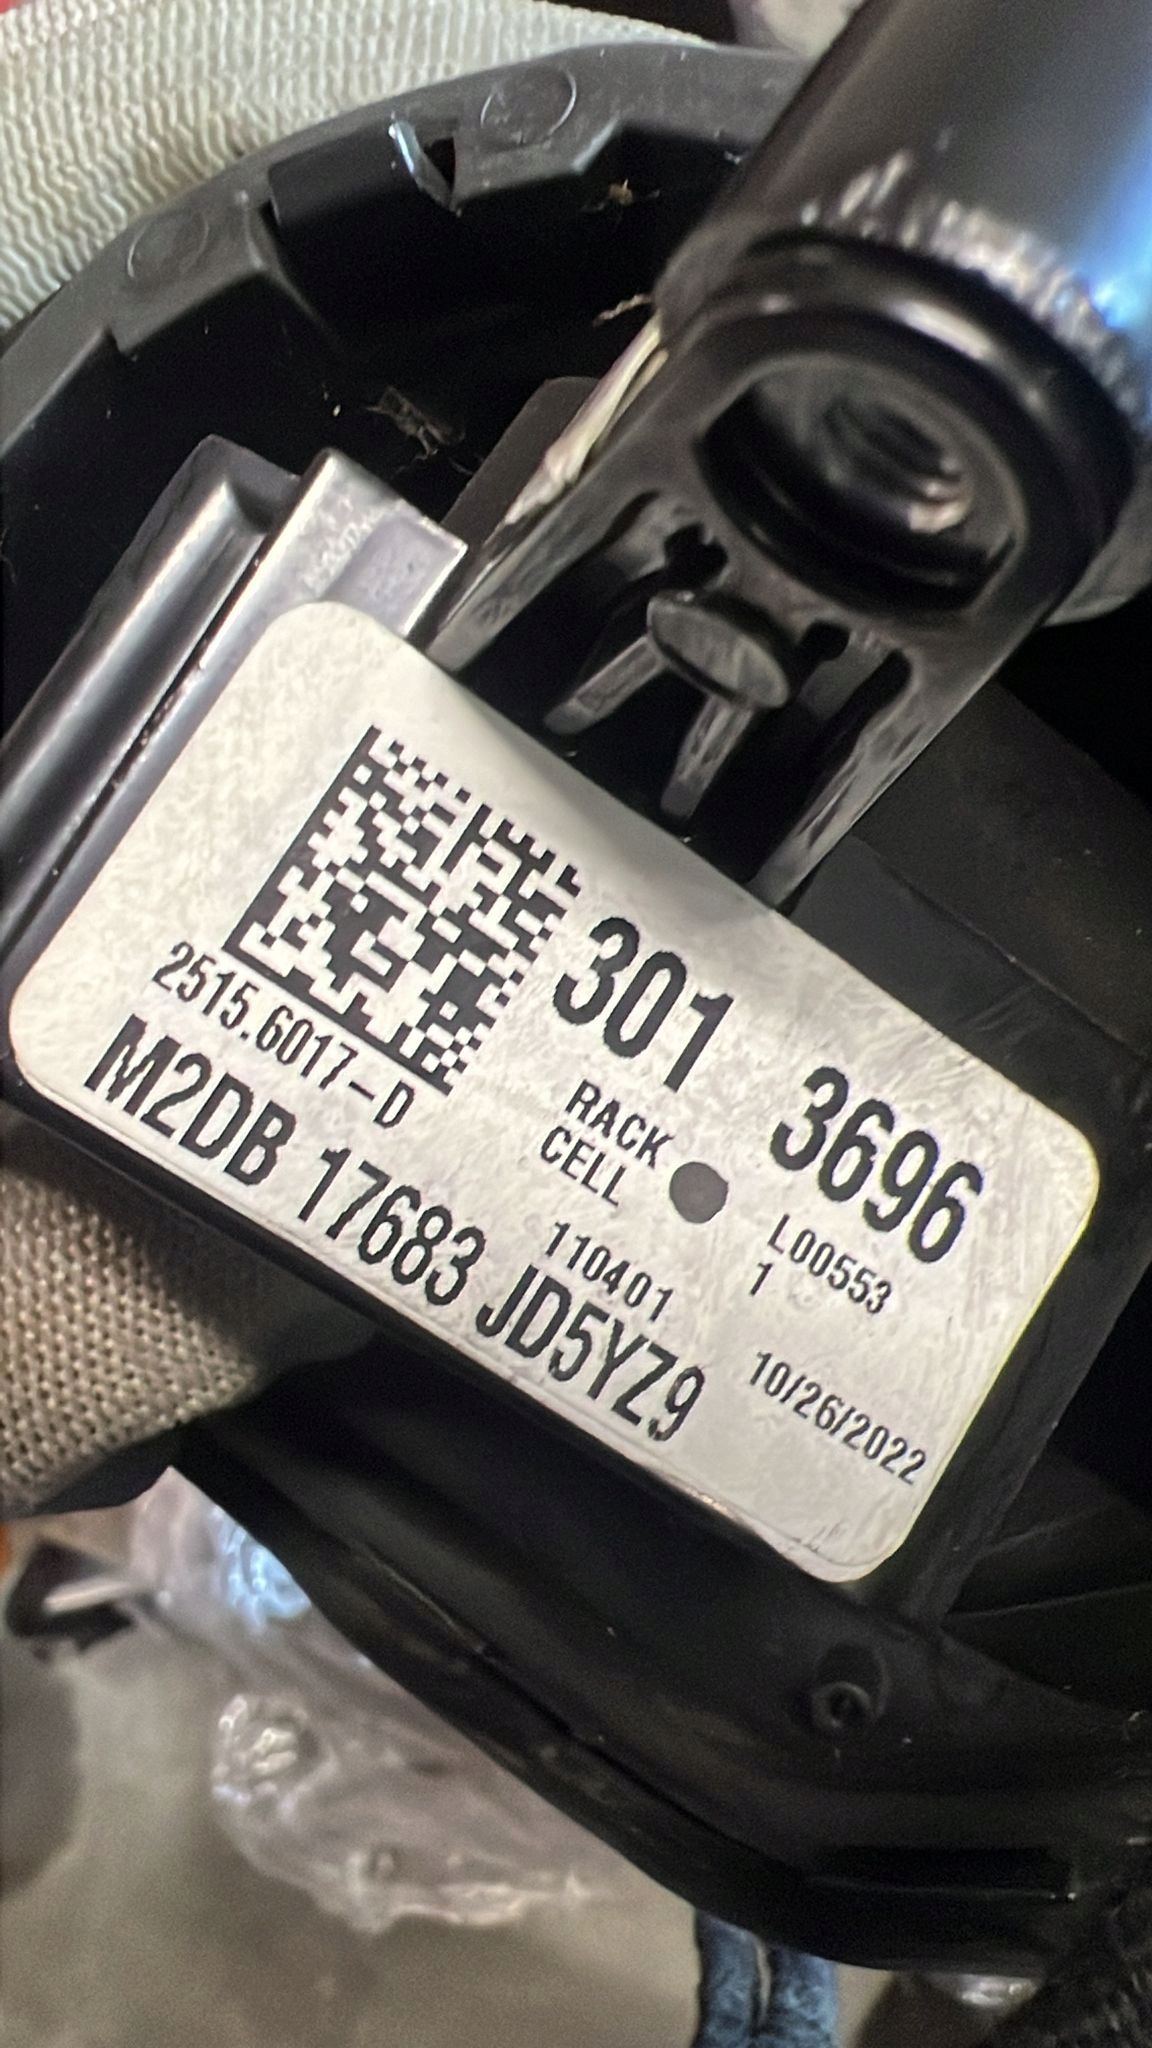 301 3696
2515.6017-D
RACK
CELL
L00553
1
M2DB 17683 JD5YZ9
110401
10/26/2022